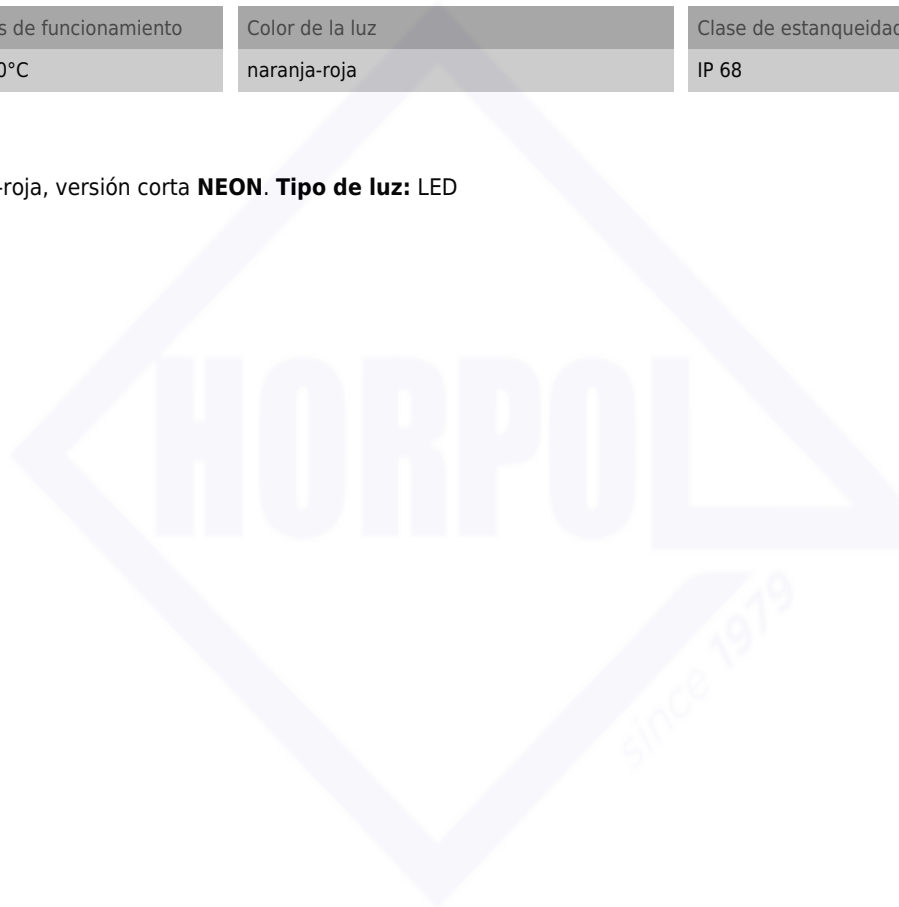 s de funcionamiento Color de la luz Clase de estanqueidad
0°C naranja-roja IP 68
-roja, versión corta NEON. Tipo de luz: LED
HORPOL
since 1979